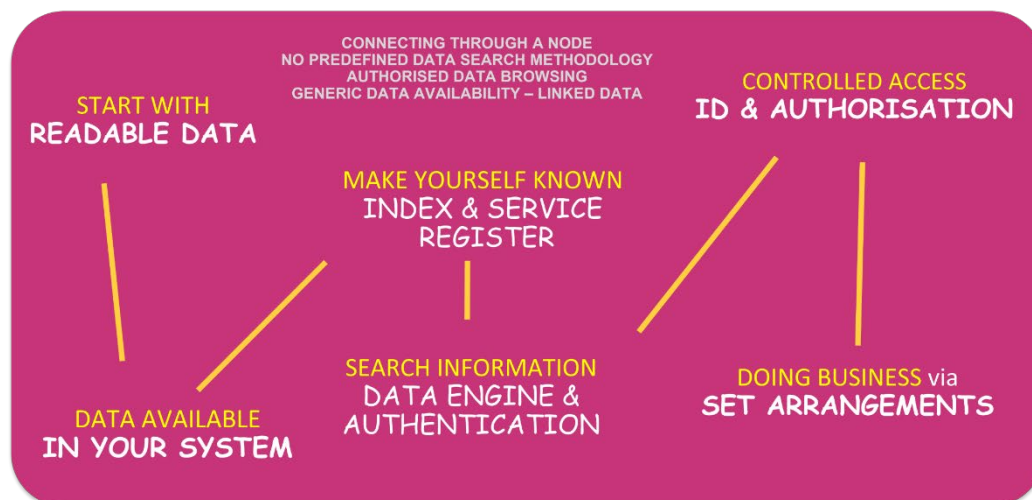 CONNECTING THROUGH A NODE
NO PREDEFINED DATA SEARCH METHODOLOGY
AUTHORISED DATA BROWSING
GENERIC DATA AVAILABILITY – LINKED DATA
START WITH
READABLE DATA
DATA AVAILABLE
IN YOUR SYSTEM
MAKE YOURSELF KNOWN
INDEX & SERVICE
REGISTER
SEARCH INFORMATION
DATA ENGINE &
AUTHENTICATION
CONTROLLED ACCESS
ID & AUTHORISATION
DOING BUSINESS via
SET ARRANGEMENTS